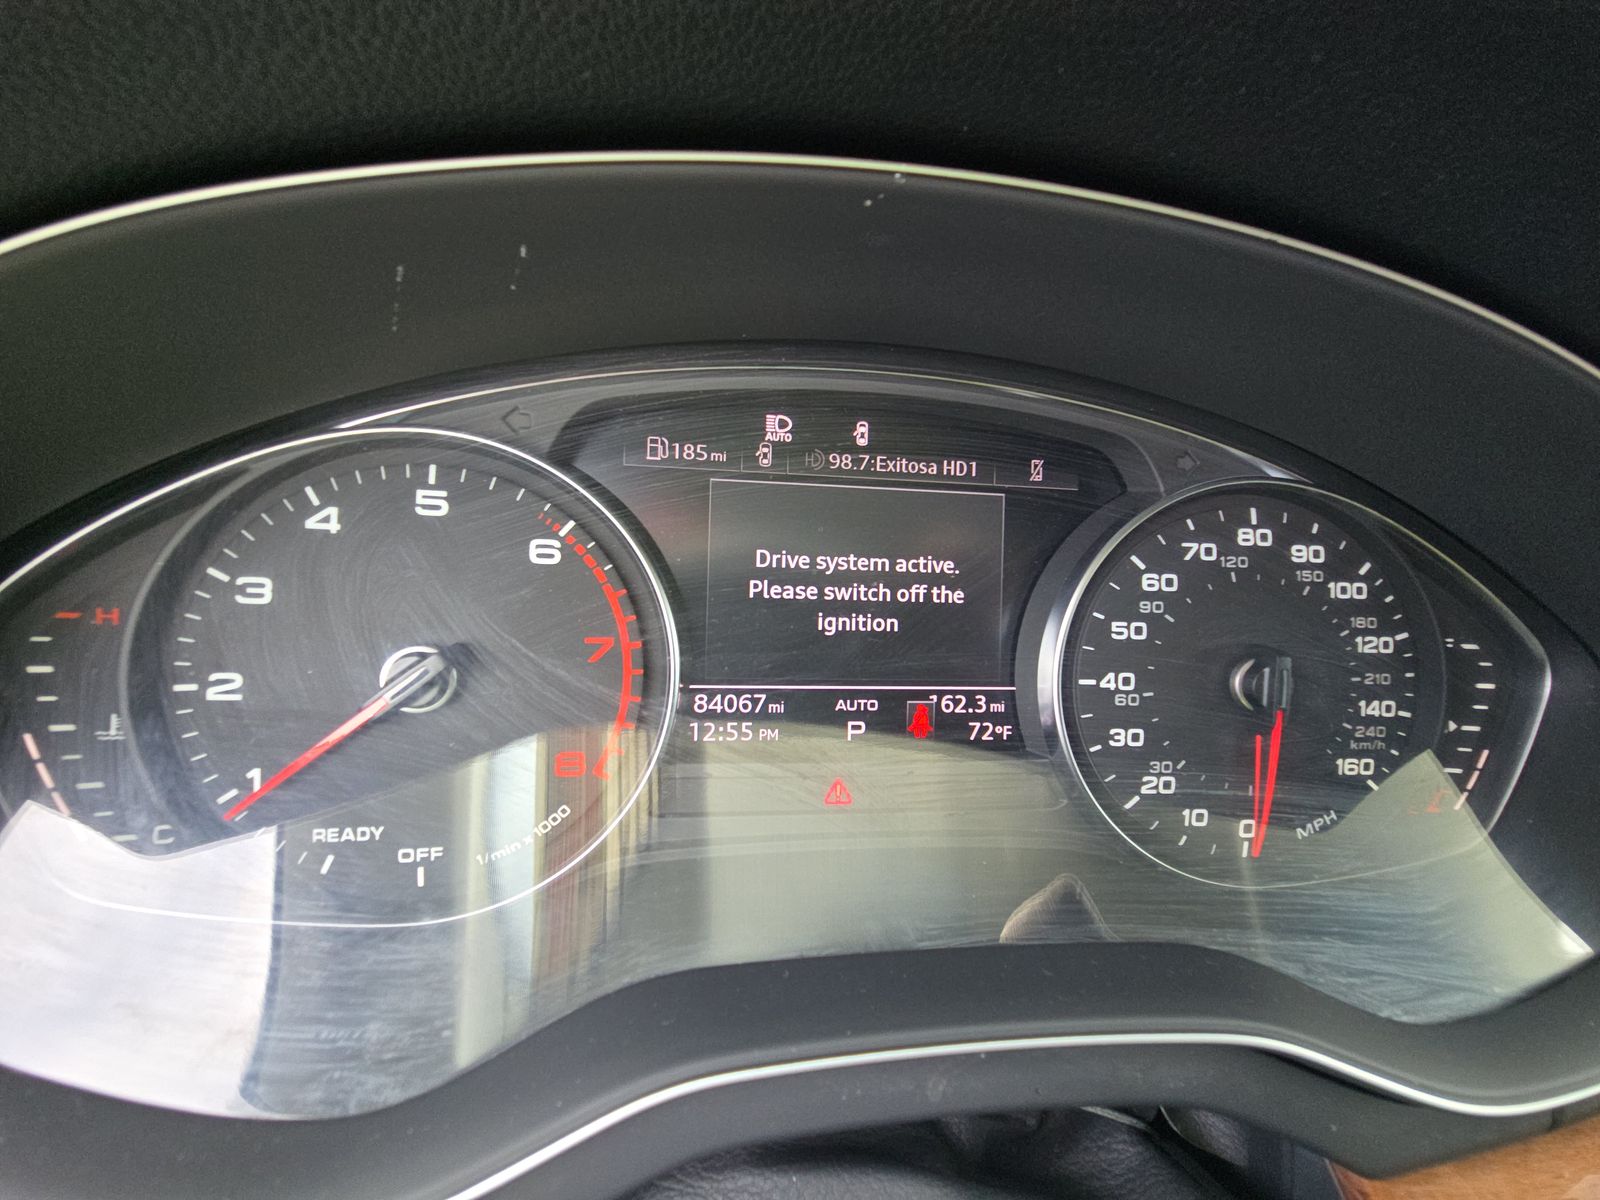 AUTO
185 mi
98.7:Exitosa HD1
Drive system active.
Please switch off the
ignition
84067 mi
AUTO
162.3 mi
12:55 PM
P
72°F
H
C
1
2
3
4
5
6
7
8
READY
OFF
1/min x 1000
0
10
20
30
40
50
60
70
80
90
100
120
140
160
MPH
30
60
90
120
150
180
210
240
km/h